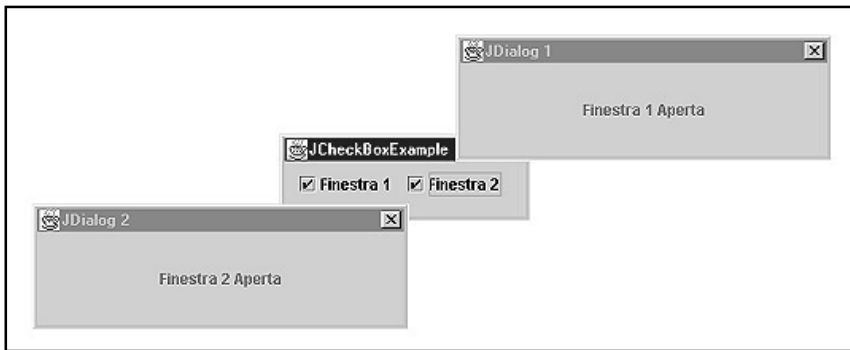 JDialog 1
Finestra 1 Aperta
JCheckBoxExample
Finestra 1 Finestra 2
JDialog 2
Finestra 2 Aperta